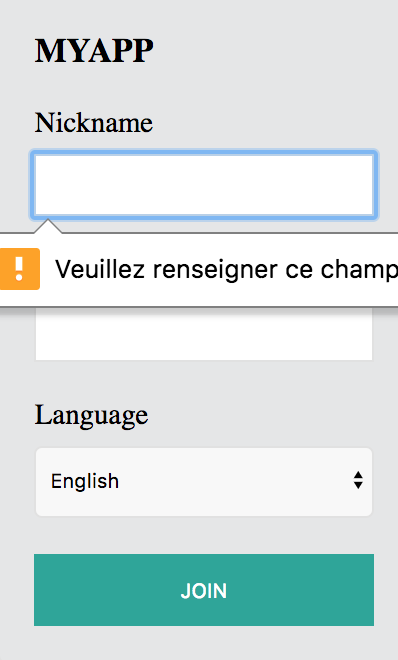 MYAPP
Nickname
Veuillez renseigner ce champ
Language
English
JOIN